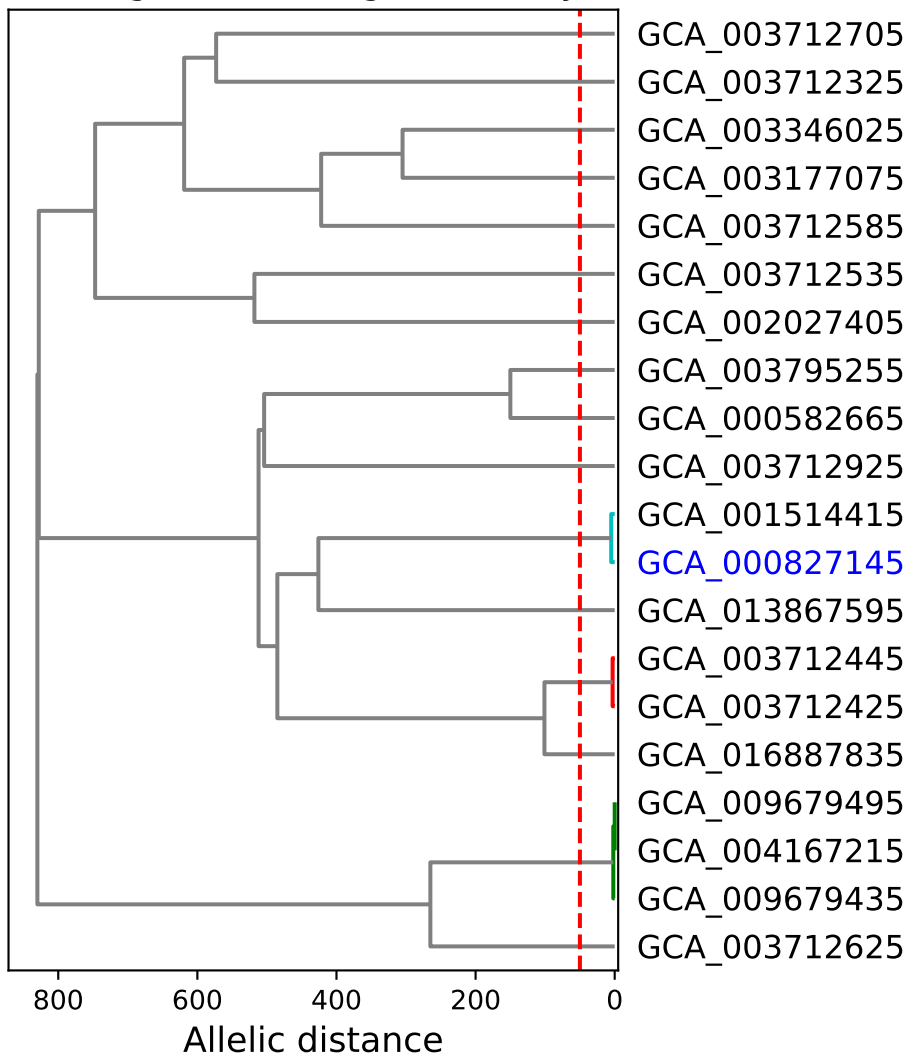 GCA_003712705
GCA_003712325
GCA_003346025
GCA_003177075
GCA_003712585
GCA_003712535
GCA_002027405
GCA_003795255
GCA_000582665
GCA_003712925
GCA_001514415
GCA_000827145
GCA_013867595
GCA_003712445
GCA_003712425
GCA_016887835
GCA_009679495
GCA_004167215
GCA_009679435
GCA_003712625
800 600 400 200 0
Allelic distance